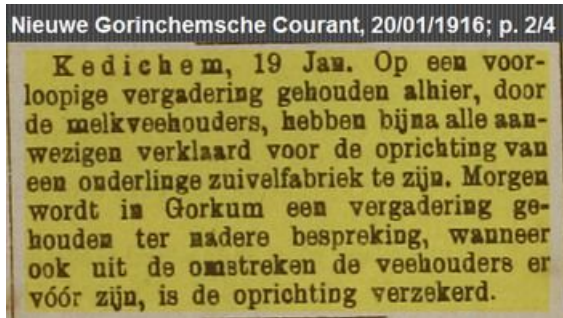 Nieuwe Gorinchemsche Courant, 20/01/1916; p. 2/4
Kedichem, 19 Jan. Op een voor-
loopige vergadering gehouden alhier, door
de melkveehouders, hebben bijna alle aan-
wezigen verklaard voor de oprichting van
een onderlinge zuivelfabriek te zijn. Morgen
wordt in Gorkum een vergadering ge-
houden ter nadere bespreking, wanneer
ook uit de omstreken de veehouders er
vóór zijn, is de oprichting verzekerd.